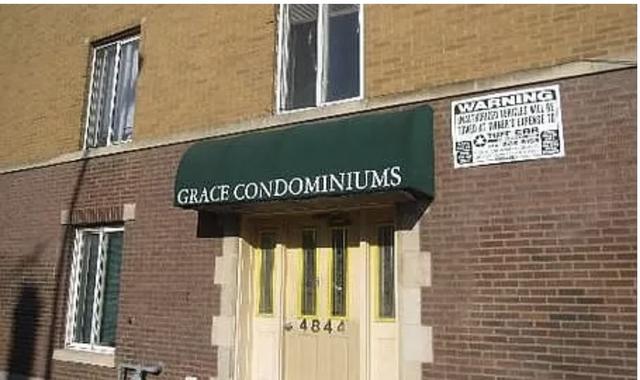 GRACE CONDOMINIUMS
WARNING
UNAUTHORIZED VEHICLES WILL BE
TOWED AT OWNER'S EXPENSE TO
4844